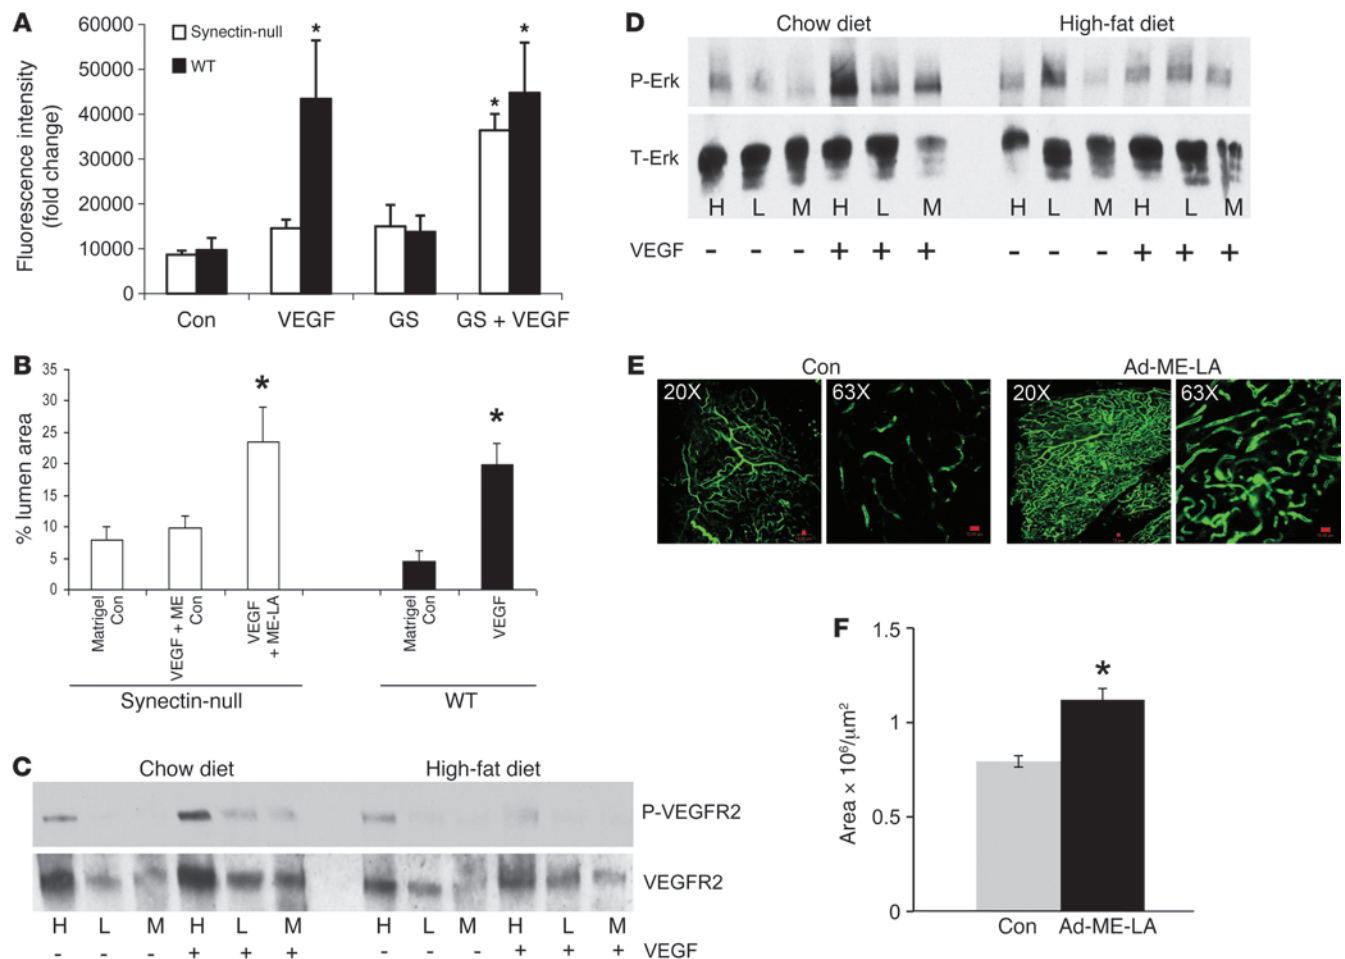 A
60000
50000
40000
30000
20000
10000
0
Fluorescence intensity
(fold change)
Synectin-null
WT
*
*
*
Con VEGF GS GS + VEGF
B
35
30
25
20
15
10
5
0
% lumen area
*
*
Matrigel
Con
VEGF + ME
Con
VEGF
+ ME-LA
Matrigel
Con
VEGF
Synectin-null WT
C
Chow diet High-fat diet
P-VEGFR2
VEGFR2
H L M H L M H L M H L M
- - - + + + - - - + + + VEGF
D
Chow diet High-fat diet
P-Erk
T-Erk
H L M H L M H L M H L M
VEGF - - - + + + - - - + + +
E
Con Ad-ME-LA
20X 63X 20X 63X
F
1.5
1
0.5
0
Area × 10⁶/μm²
*
Con Ad-ME-LA